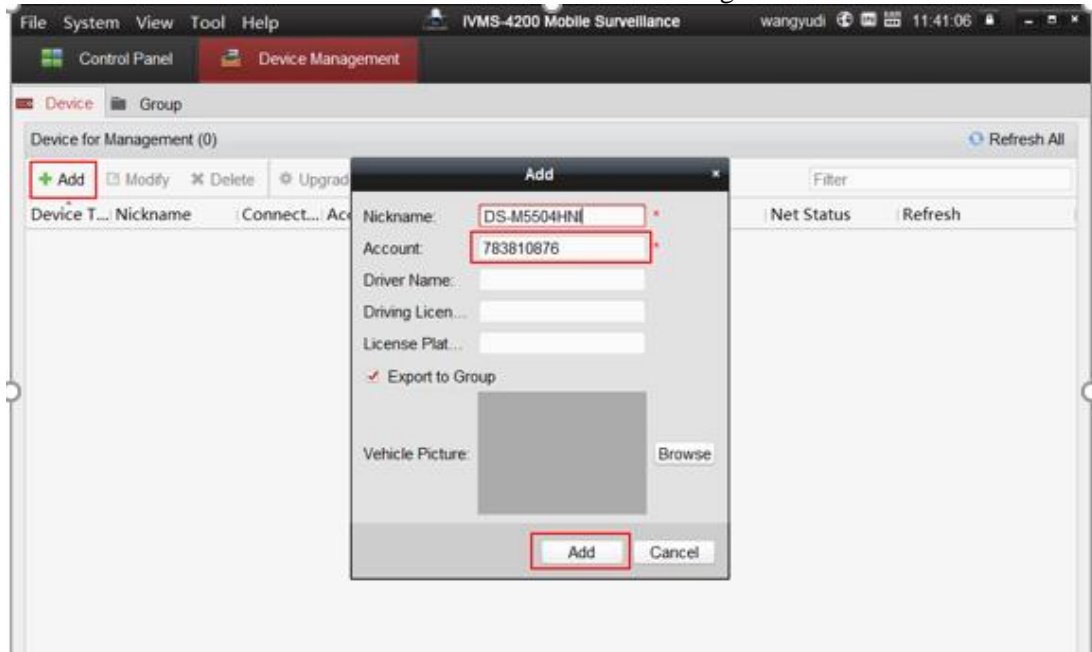 File System View Tool Help iVMS-4200 Mobile Surveillance wangyudi 11:41:06
Control Panel Device Management
Device Group
Device for Management (0) Refresh All
Add Modify Delete Upgrad Filter
Device T... Nickname Connect... Acc Net Status Refresh
Add
Nickname: DS-M5504HNI *
Account: 783810876 *
Driver Name:
Driving Licen...
License Plat...
Export to Group
Vehicle Picture: Browse
Add Cancel